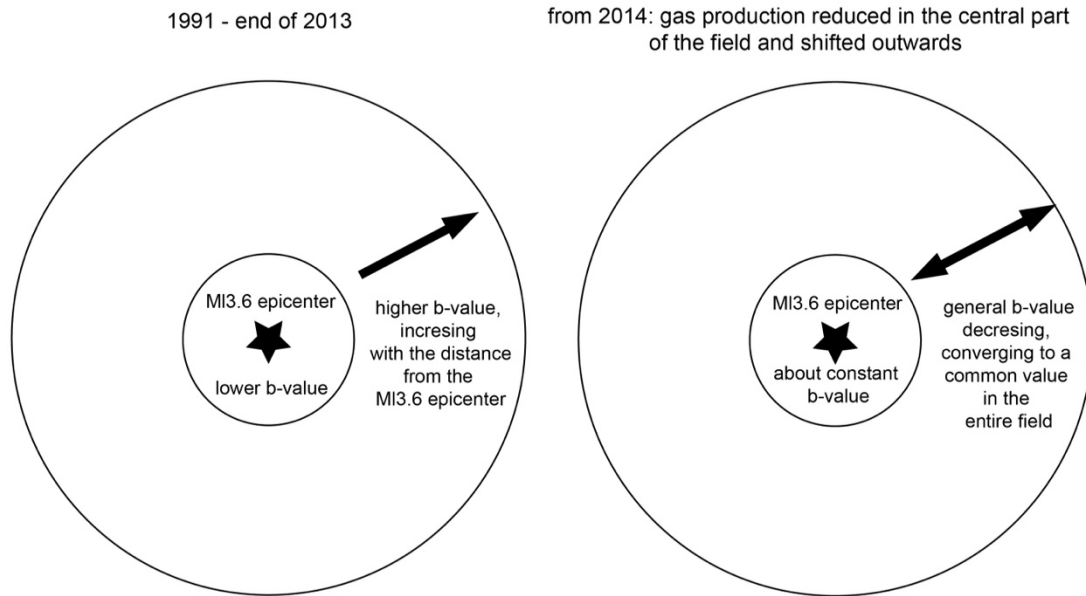 1991 - end of 2013
Ml3.6 epicenter
lower b-value
higher b-value,
incresing
with the distance
from the
Ml3.6 epicenter
from 2014: gas production reduced in the central part
of the field and shifted outwards
Ml3.6 epicenter
about constant
b-value
general b-value
decresing,
converging to a
common value
in the
entire field